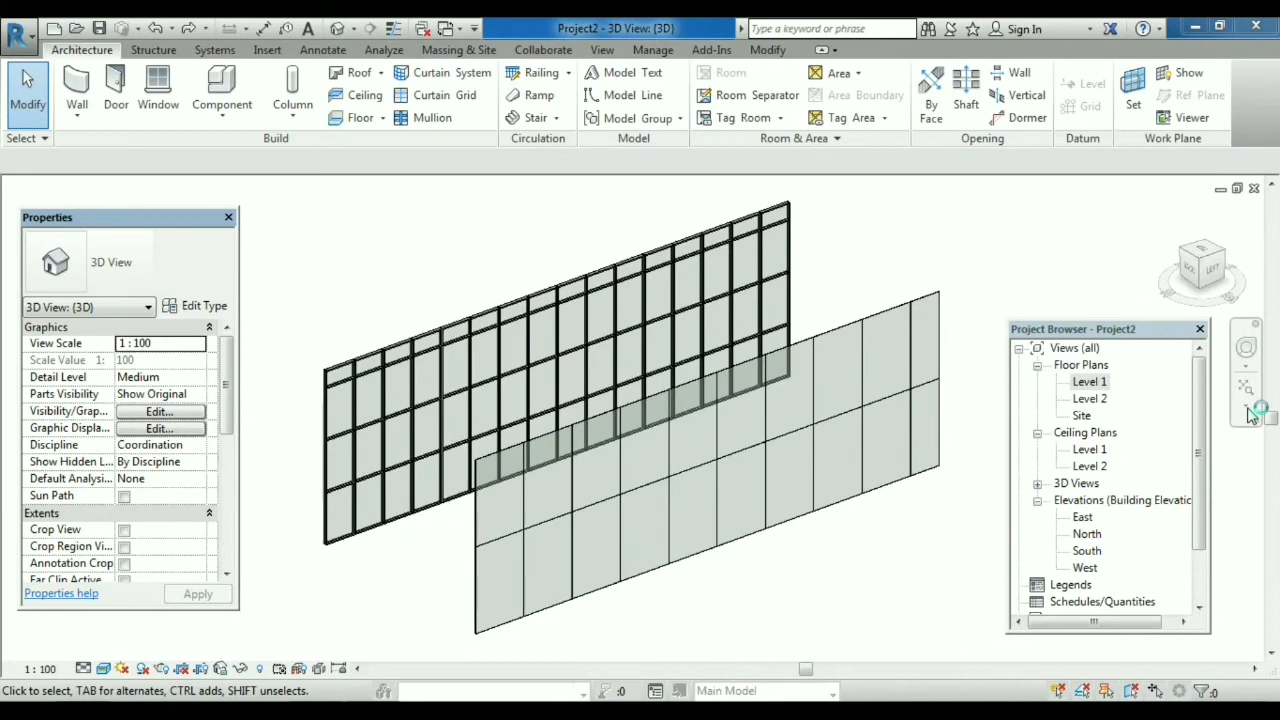 Project2 - 3D View: {3D}
Type a keyword or phrase
Sign In
Architecture Structure Systems Insert Annotate Analyze Massing & Site Collaborate View Manage Add-Ins Modify
Modify
Wall
Door
Window
Component
Column
Roof
Ceiling
Floor
Curtain System
Curtain Grid
Mullion
Railing
Ramp
Stair
Model Text
Model Line
Model Group
Room
Room Separator
Tag Room
Area
Area Boundary
Tag Area
By Face
Shaft
Wall
Vertical
Dormer
Level
Grid
Set
Show
Ref Plane
Viewer
Select Build Circulation Model Room & Area Opening Datum Work Plane
Properties
3D View
3D View: {3D} Edit Type
Graphics
View Scale 1 : 100
Scale Value 1: 100
Detail Level Medium
Parts Visibility Show Original
Visibility/Grap... Edit...
Graphic Displa... Edit...
Discipline Coordination
Show Hidden L... By Discipline
Default Analysi... None
Sun Path
Extents
Crop View
Crop Region Vi...
Annotation Crop
Far Clip Active
Properties help Apply
LEFT
Project Browser - Project2
Views (all)
Floor Plans
Level 1
Level 2
Site
Ceiling Plans
Level 1
Level 2
3D Views
Elevations (Building Elevatic
East
North
South
West
Legends
Schedules/Quantities
1 : 100
Click to select, TAB for alternates, CTRL adds, SHIFT unselects. :0 Main Model :0